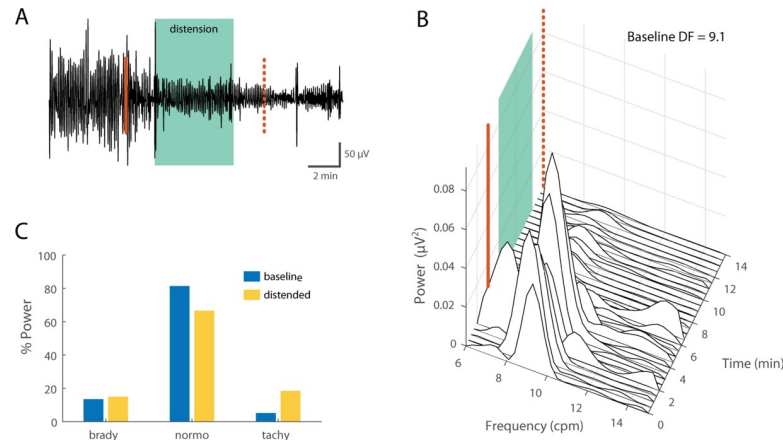 A
distension
50 µV
2 min
B
Baseline DF = 9.1
Power (µV²)
0.08
0.06
0.04
0.02
0
6
8
10
12
14
Frequency (cpm)
0
2
4
6
8
10
12
14
Time (min)
C
% Power
100
80
60
40
20
0
baseline
distended
brady
normo
tachy